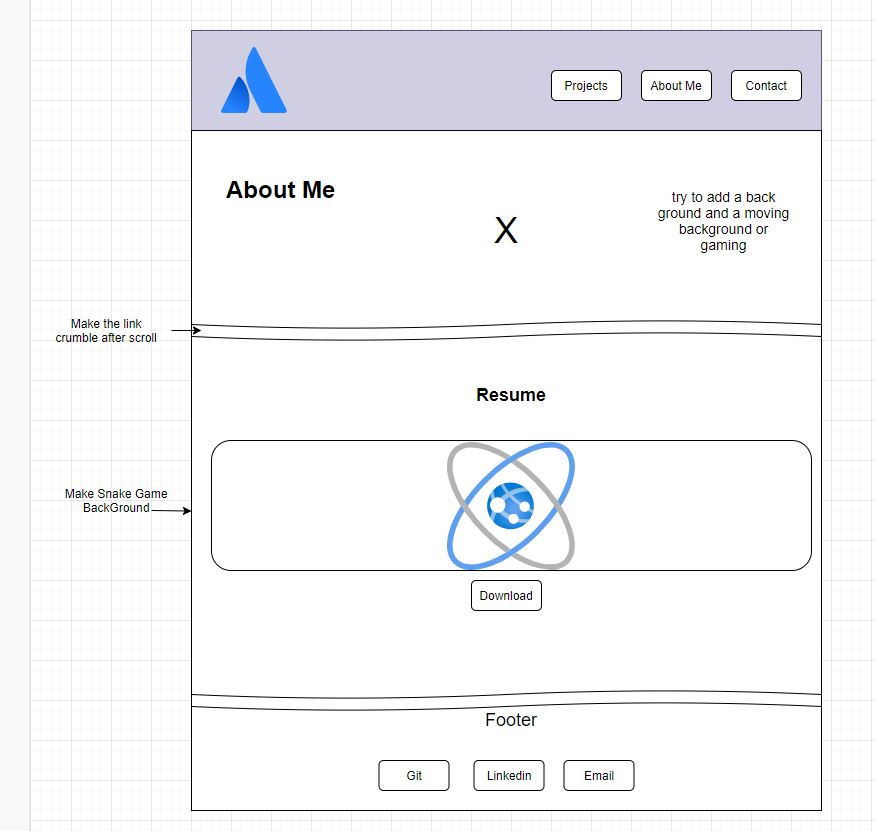 Projects
About Me
Contact
About Me
X
try to add a back
ground and a moving
background or
gaming
Make the link
crumble after scroll
Resume
Make Snake Game
BackGround
Download
Footer
Git
Linkedin
Email